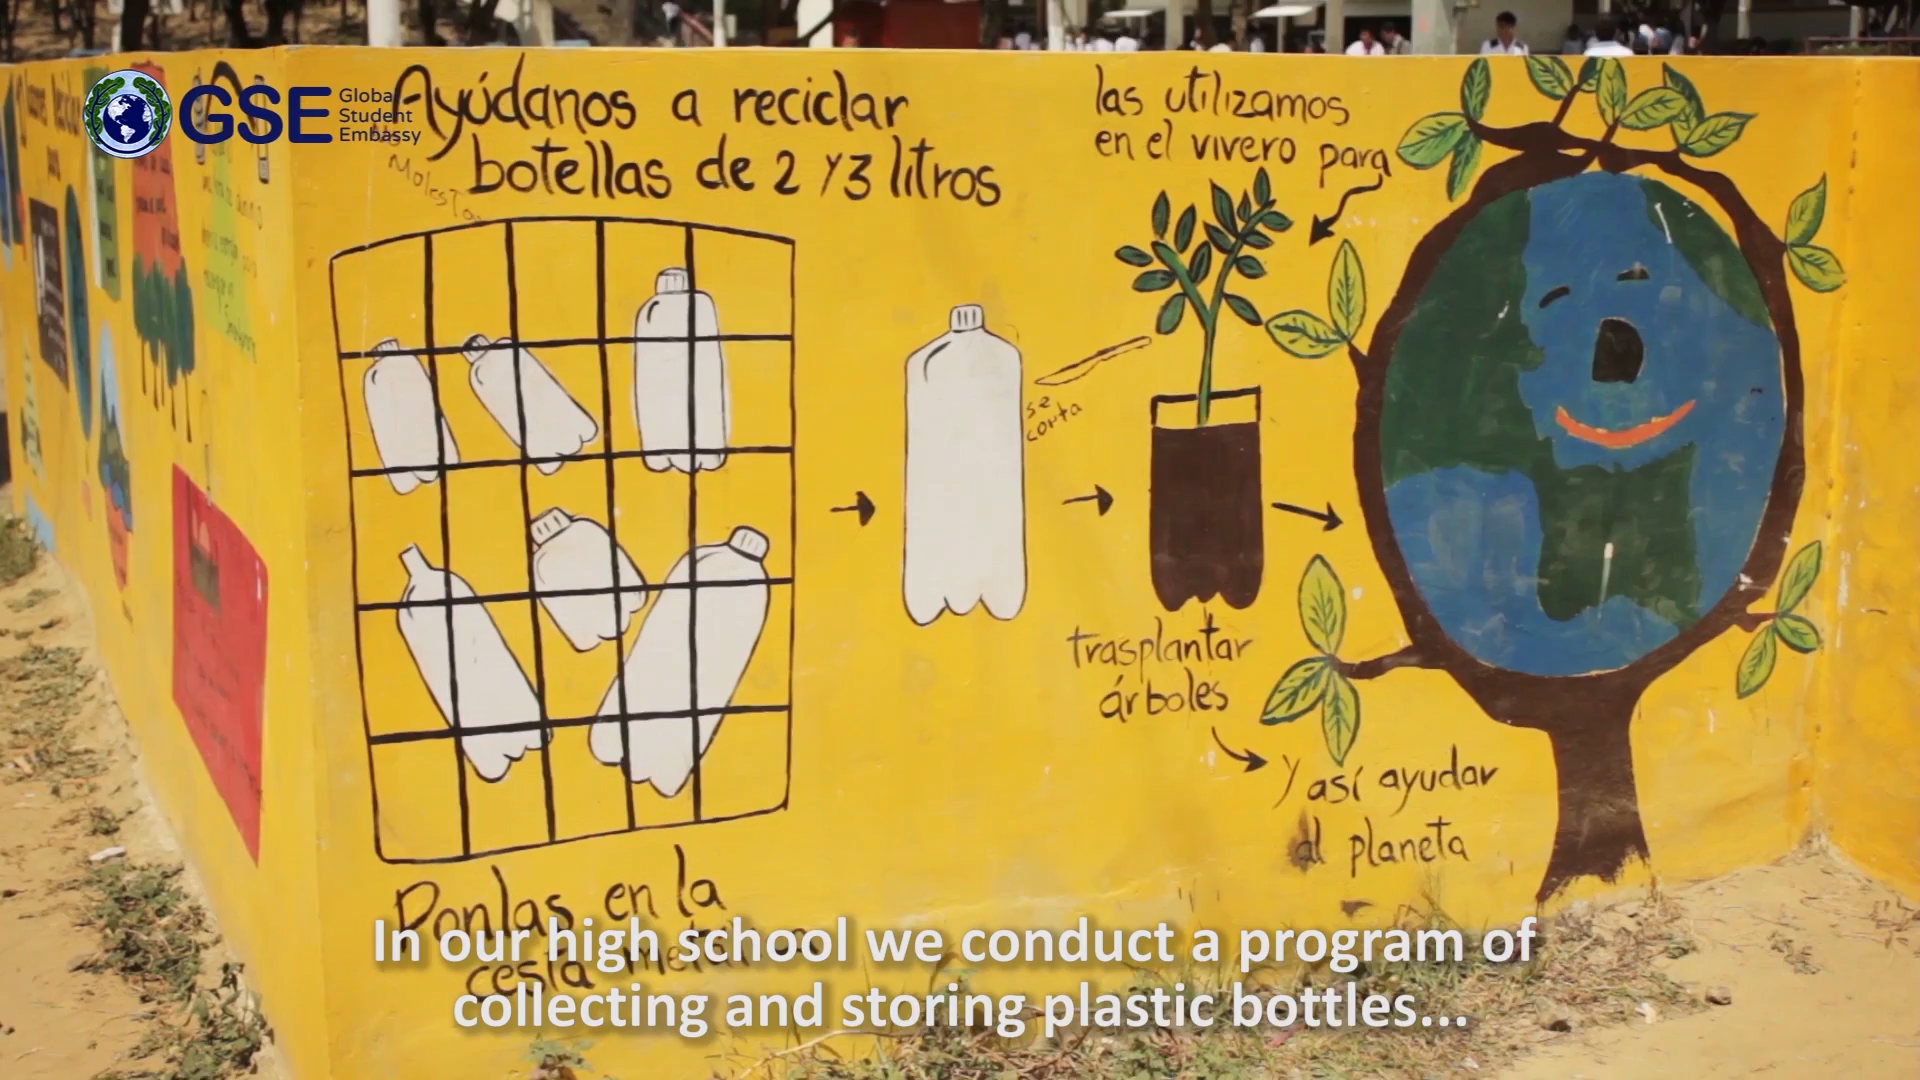 GSE
Global
Student
Embassy
Ayúdanos a reciclar
botellas de 2 y 3 litros
las utilizamos
en el vivero para
se
corta
trasplantar
árboles
y así ayudar
al planeta
Ponlas en la
cesta
In our high school we conduct a program of
collecting and storing plastic bottles...